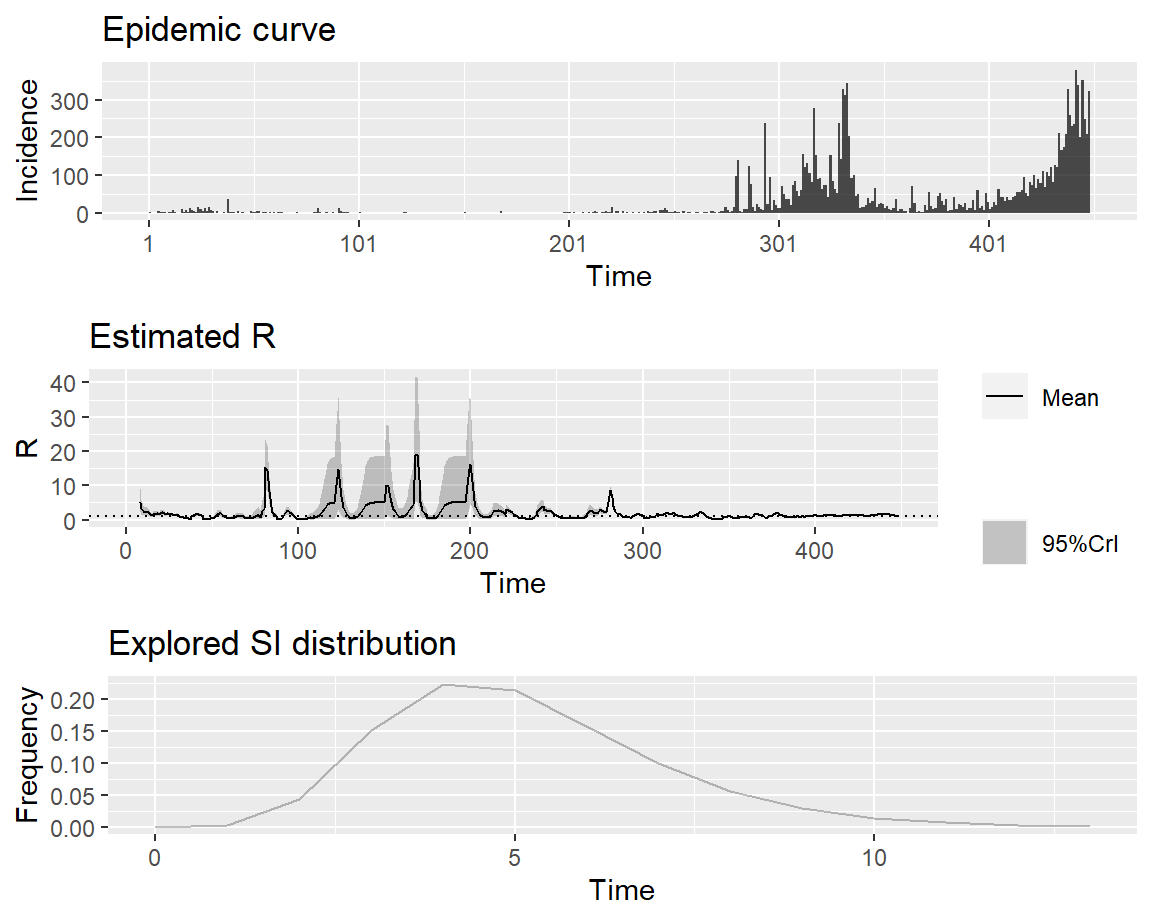 Epidemic curve
Incidence
300
200
100
0
1 101 201 301 401
Time
Estimated R
R
40
30
20
10
0
0 100 200 300 400
Time
Mean
95%CrI
Explored SI distribution
Frequency
0.20
0.15
0.10
0.05
0.00
0 5 10
Time